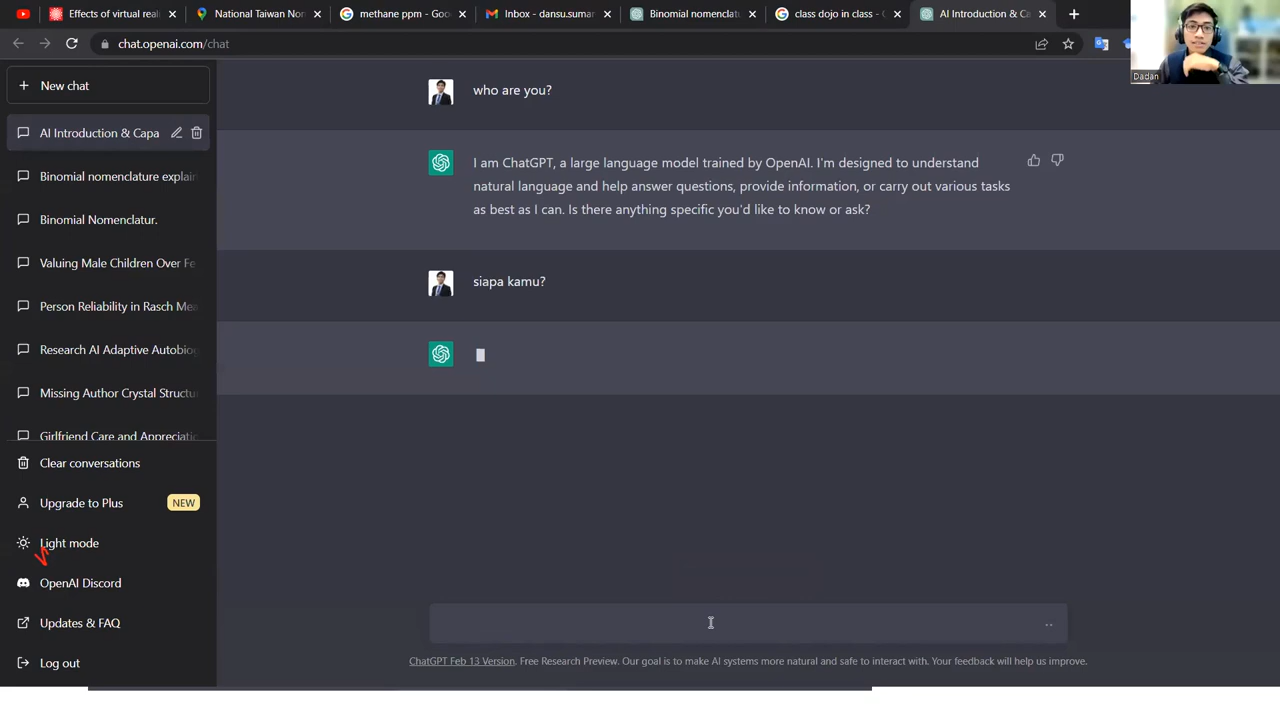 Effects of virtual reali
National Taiwan Nor
methane ppm - Goo
Inbox - dansu.sumar
Binomial nomenclatu
class dojo in class - G
AI Introduction & Ca
chat.openai.com/chat
Dadan
New chat
AI Introduction & Capa
Binomial nomenclature explain
Binomial Nomenclatur.
Valuing Male Children Over Fe
Person Reliability in Rasch Mea
Research AI Adaptive Autobiog
Missing Author Crystal Structu
Girlfriend Care and Appreciatio
Clear conversations
Upgrade to Plus NEW
Light mode
OpenAI Discord
Updates & FAQ
Log out
who are you?
I am ChatGPT, a large language model trained by OpenAI. I'm designed to understand
natural language and help answer questions, provide information, or carry out various tasks
as best as I can. Is there anything specific you'd like to know or ask?
siapa kamu?
ChatGPT Feb 13 Version. Free Research Preview. Our goal is to make AI systems more natural and safe to interact with. Your feedback will help us improve.